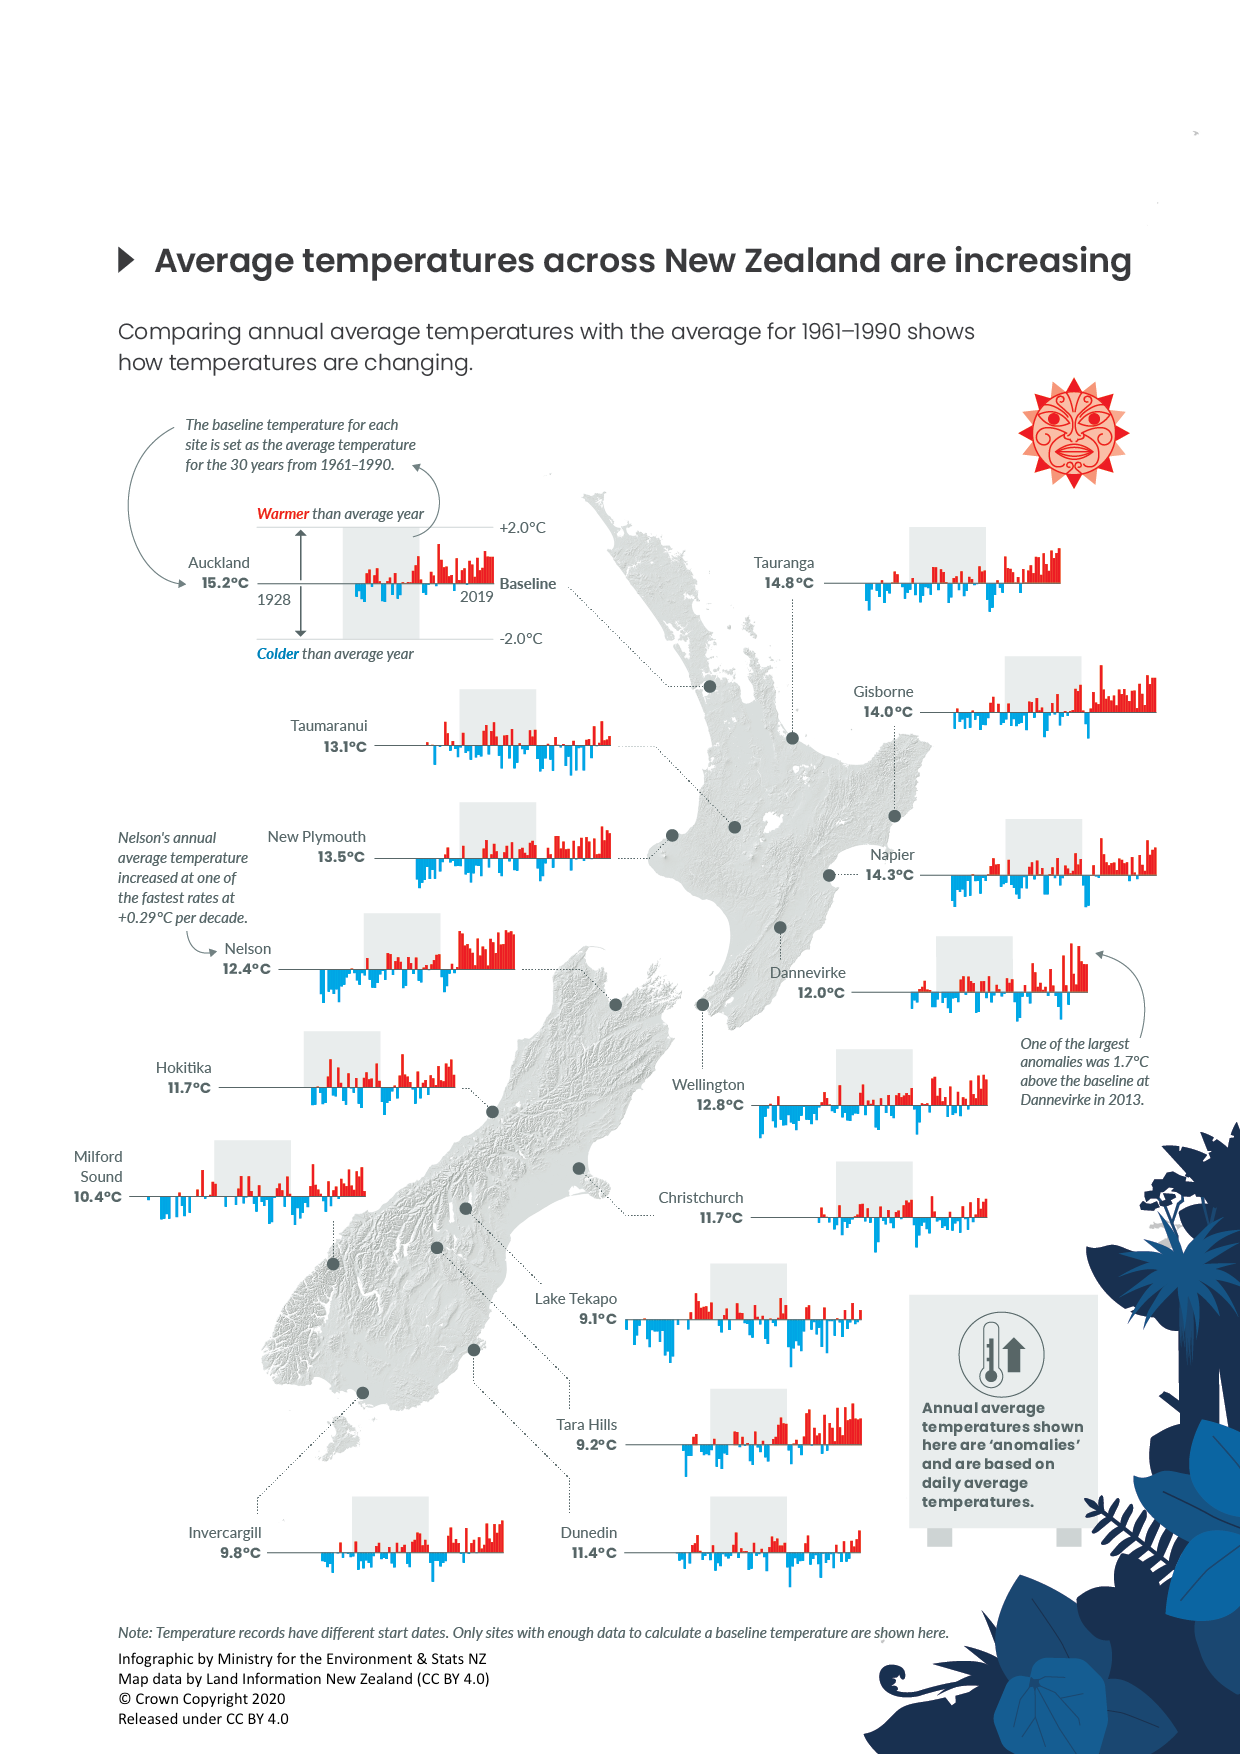 Average temperatures across New Zealand are increasing
Comparing annual average temperatures with the average for 1961–1990 shows
how temperatures are changing.
The baseline temperature for each
site is set as the average temperature
for the 30 years from 1961–1990.
Warmer than average year
+2.0°C
Auckland
15.2°C
Baseline
1928
2019
-2.0°C
Colder than average year
Tauranga
14.8°C
Gisborne
14.0°C
Taumaranui
13.1°C
New Plymouth
13.5°C
Napier
14.3°C
Nelson's annual
average temperature
increased at one of
the fastest rates at
+0.29°C per decade.
Nelson
12.4°C
Dannevirke
12.0°C
One of the largest
anomalies was 1.7°C
above the baseline at
Dannevirke in 2013.
Hokitika
11.7°C
Wellington
12.8°C
Milford
Sound
10.4°C
Christchurch
11.7°C
Lake Tekapo
9.1°C
Tara Hills
9.2°C
Annual average
temperatures shown
here are ‘anomalies’
and are based on
daily average
temperatures.
Invercargill
9.8°C
Dunedin
11.4°C
Note: Temperature records have different start dates. Only sites with enough data to calculate a baseline temperature are shown here.
Infographic by Ministry for the Environment & Stats NZ
Map data by Land Information New Zealand (CC BY 4.0)
© Crown Copyright 2020
Released under CC BY 4.0